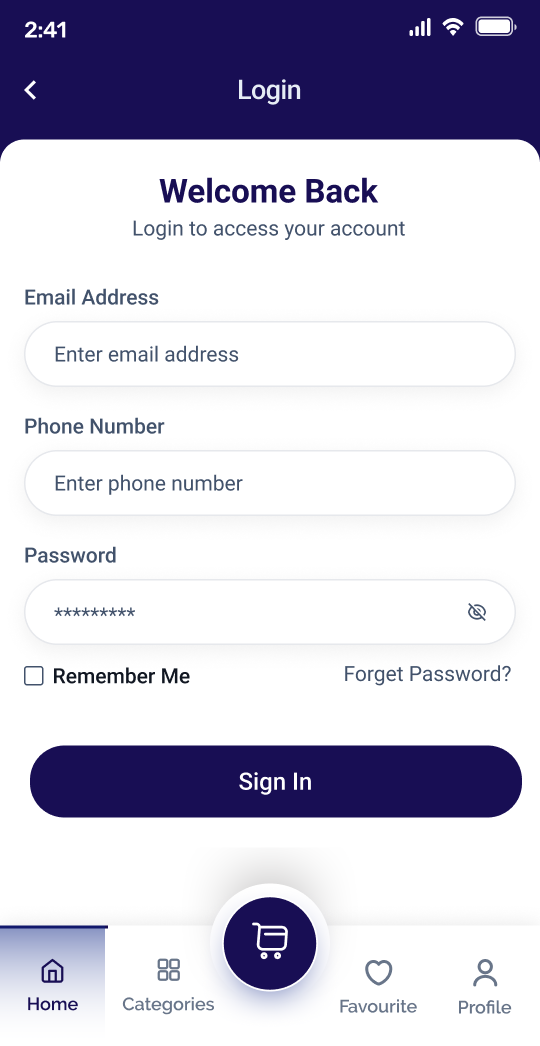 2:41
Login
Welcome Back
Login to access your account
Email Address
Enter email address
Phone Number
Enter phone number
Password
*********
Remember Me
Forget Password?
Sign In
Home
Categories
Favourite
Profile